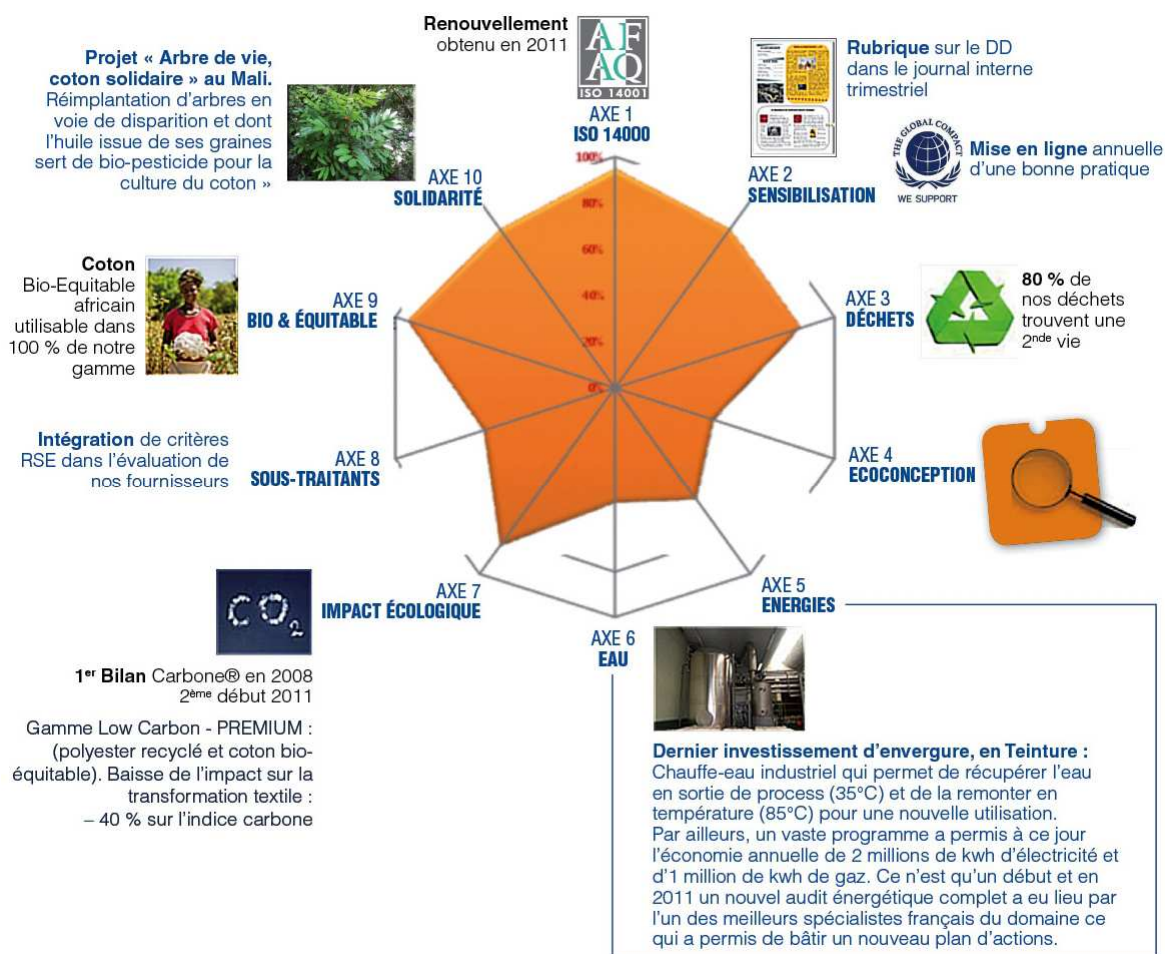 Renouvellement
obtenu en 2011
AFAQ
ISO 14001
AXE 1
ISO 14000
100%
80%
60%
40%
20%
0%
Rubrique sur le DD
dans le journal interne
trimestriel
THE GLOBAL COMPACT
WE SUPPORT
Mise en ligne annuelle
d'une bonne pratique
AXE 2
SENSIBILISATION
AXE 3
DÉCHETS
80 % de
nos déchets
trouvent une
2nde vie
AXE 4
ECOCONCEPTION
AXE 5
ENERGIES
AXE 6
EAU
Dernier investissement d'envergure, en Teinture :
Chauffe-eau industriel qui permet de récupérer l'eau
en sortie de process (35°C) et de la remonter en
température (85°C) pour une nouvelle utilisation.
Par ailleurs, un vaste programme a permis à ce jour
l'économie annuelle de 2 millions de kwh d'électricité et
d'1 million de kwh de gaz. Ce n'est qu'un début et en
2011 un nouvel audit énergétique complet a eu lieu par
l'un des meilleurs spécialistes français du domaine ce
qui a permis de bâtir un nouveau plan d'actions.
AXE 7
IMPACT ÉCOLOGIQUE
CO2
1er Bilan Carbone® en 2008
2ème début 2011
Gamme Low Carbon - PREMIUM :
(polyester recyclé et coton bio-
équitable). Baisse de l'impact sur la
transformation textile :
– 40 % sur l'indice carbone
AXE 8
SOUS-TRAITANTS
Intégration de critères
RSE dans l'évaluation de
nos fournisseurs
AXE 9
BIO & ÉQUITABLE
Coton
Bio-Equitable
africain
utilisable dans
100 % de notre
gamme
AXE 10
SOLIDARITÉ
Projet « Arbre de vie,
coton solidaire » au Mali.
Réimplantation d'arbres en
voie de disparition et dont
l'huile issue de ses graines
sert de bio-pesticide pour la
culture du coton »